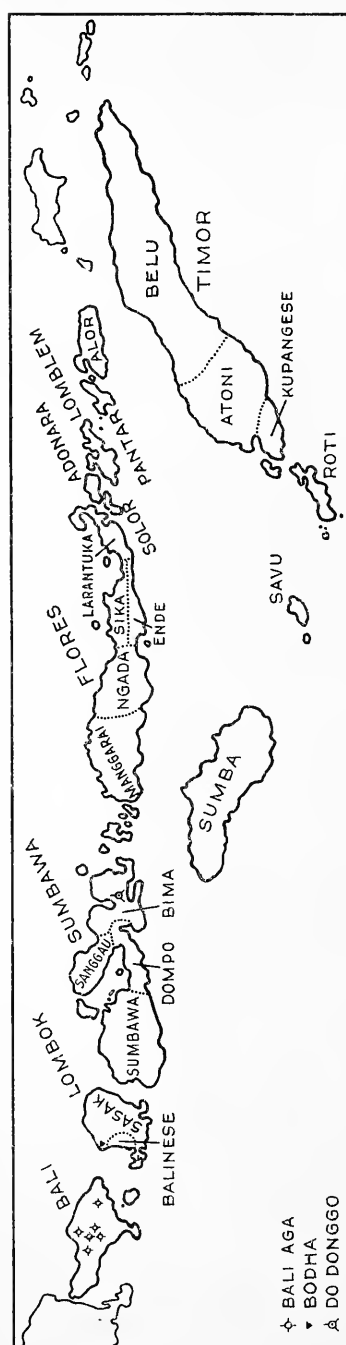 BALI
LOMBOK
SASAK
BALINESE
SUMBAWA
SUMBAWA
SANGGAU
DOMPO
BIMA
FLORES
MANGGARAI
NGADA
SIKA
ENDE
LARANTUKA
SOLOR
ADONARA
LOMBLEM
PANTAR
ALOR
SUMBA
SAVU
ROTI
TIMOR
BELU
ATONI
KUPANGESE
BALI AGA
BODHA
DO DONGGO